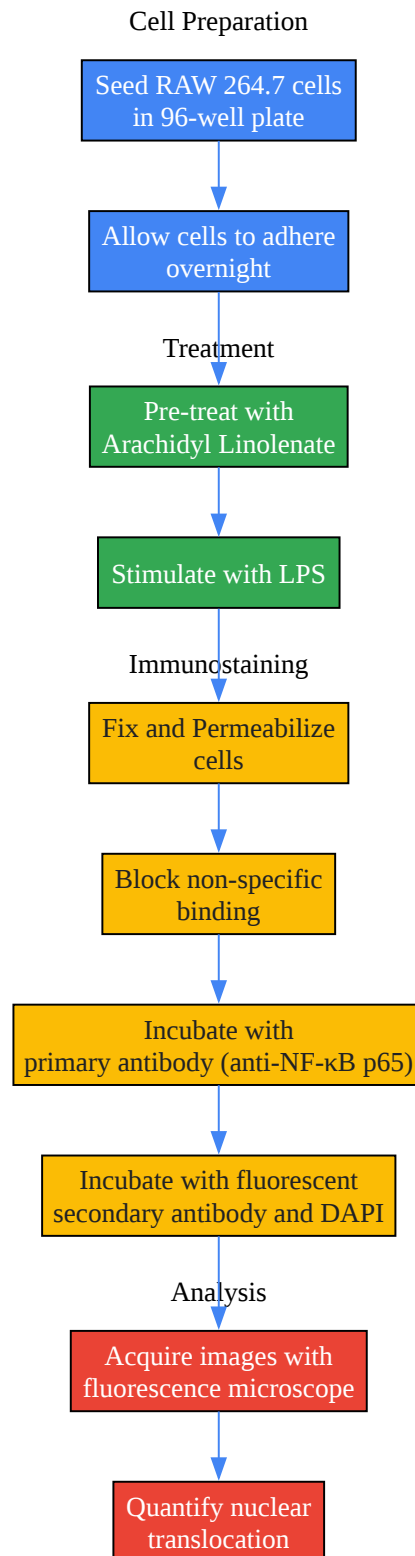 Cell Preparation
Seed RAW 264.7 cells
in 96-well plate
Allow cells to adhere
overnight
Treatment
Pre-treat with
Arachidyl Linolenate
Stimulate with LPS
Immunostaining
Fix and Permeabilize
cells
Block non-specific
binding
Incubate with
primary antibody (anti-NF-κB p65)
Incubate with fluorescent
secondary antibody and DAPI
Analysis
Acquire images with
fluorescence microscope
Quantify nuclear
translocation